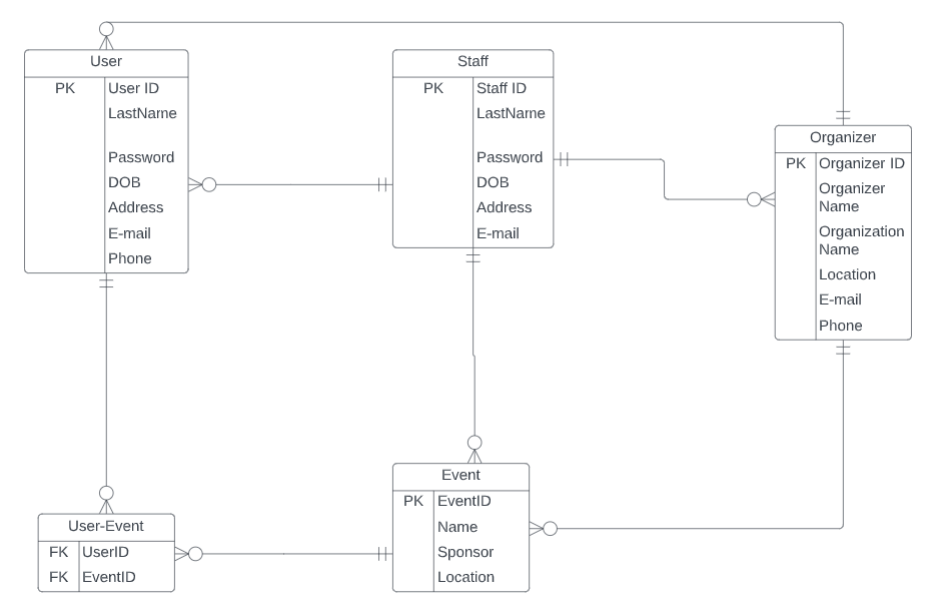 User
PK User ID
LastName
Password
DOB
Address
E-mail
Phone
Staff
PK Staff ID
LastName
Password
DOB
Address
E-mail
Organizer
PK Organizer ID
Organizer
Name
Organization
Name
Location
E-mail
Phone
User-Event
FK UserID
FK EventID
Event
PK EventID
Name
Sponsor
Location